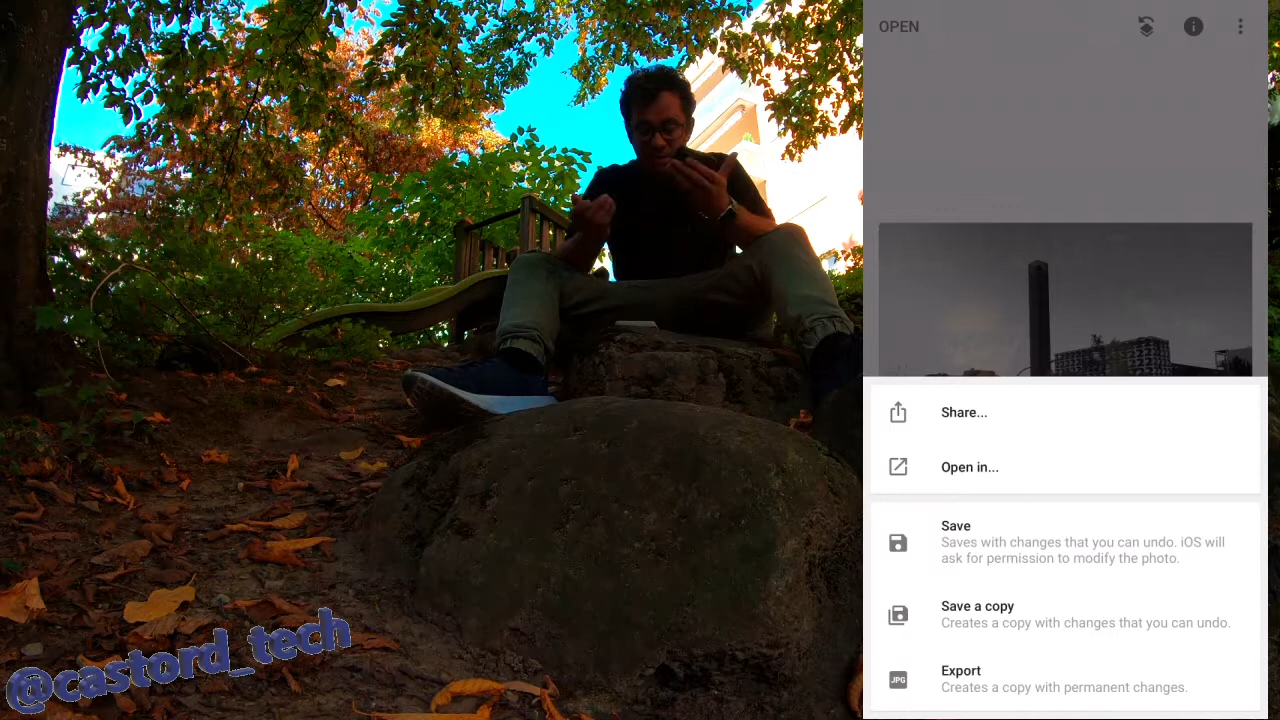 OPEN
Share...
Open in...
Save
Saves with changes that you can undo. iOS will
ask for permission to modify the photo.
Save a copy
Creates a copy with changes that you can undo.
JPG
Export
Creates a copy with permanent changes.
@castord_tech